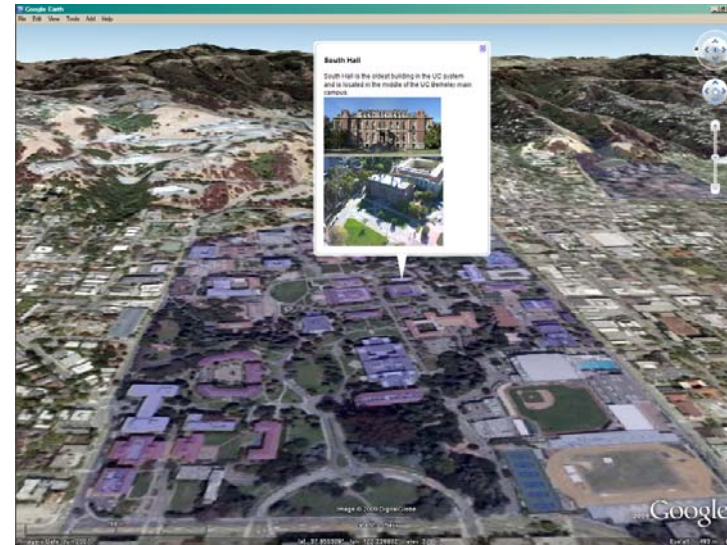 Google Earth
File Edit View Tools Add Help
South Hall
South Hall is the oldest building in the UC system
and is located in the middle of the UC Berkeley main
campus.
Image © 2009 DigitalGlobe
Google